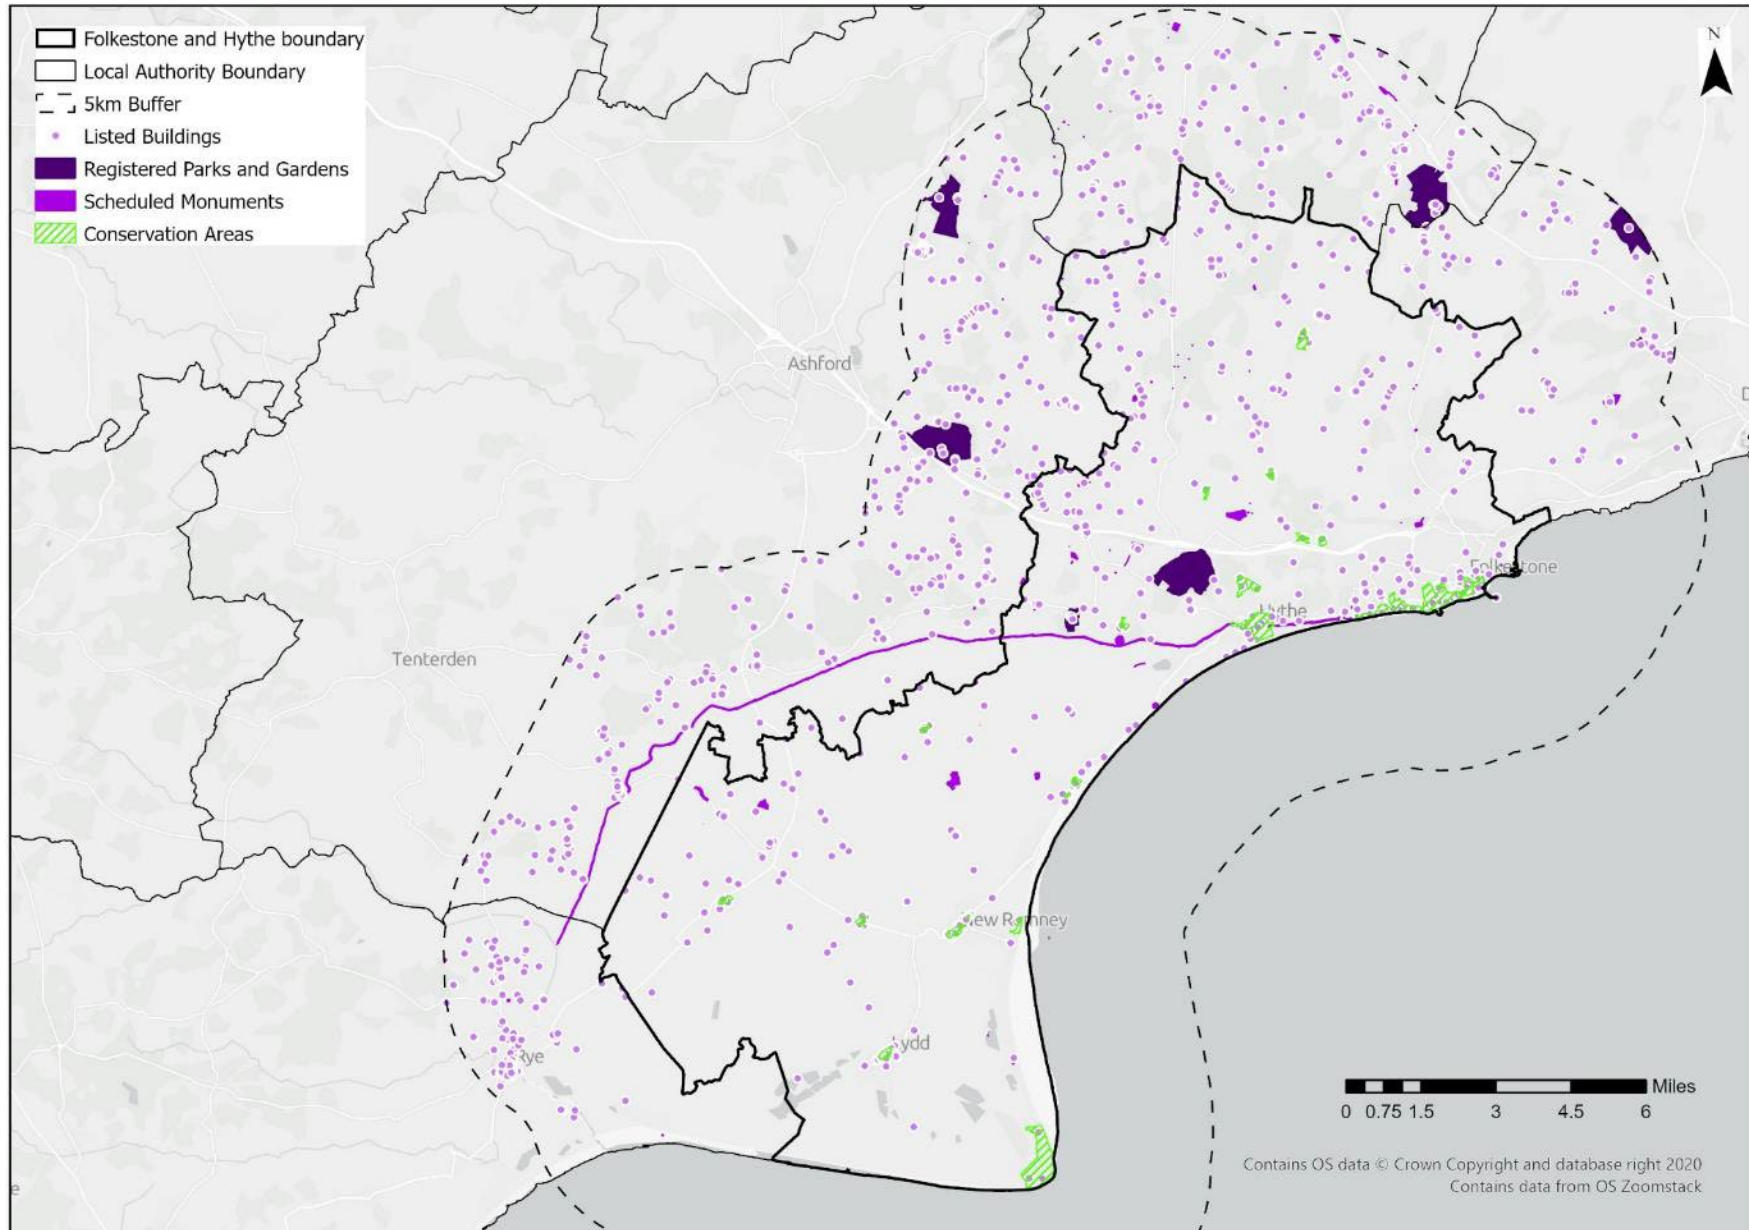 Folkestone and Hythe boundary
Local Authority Boundary
5km Buffer
Listed Buildings
Registered Parks and Gardens
Scheduled Monuments
Conservation Areas
N
Ashford
Folkestone
Hythe
Tenterden
New Romney
Lydd
Rye
Miles
0 0.75 1.5 3 4.5 6
Contains OS data © Crown Copyright and database right 2020
Contains data from OS Zoomstack